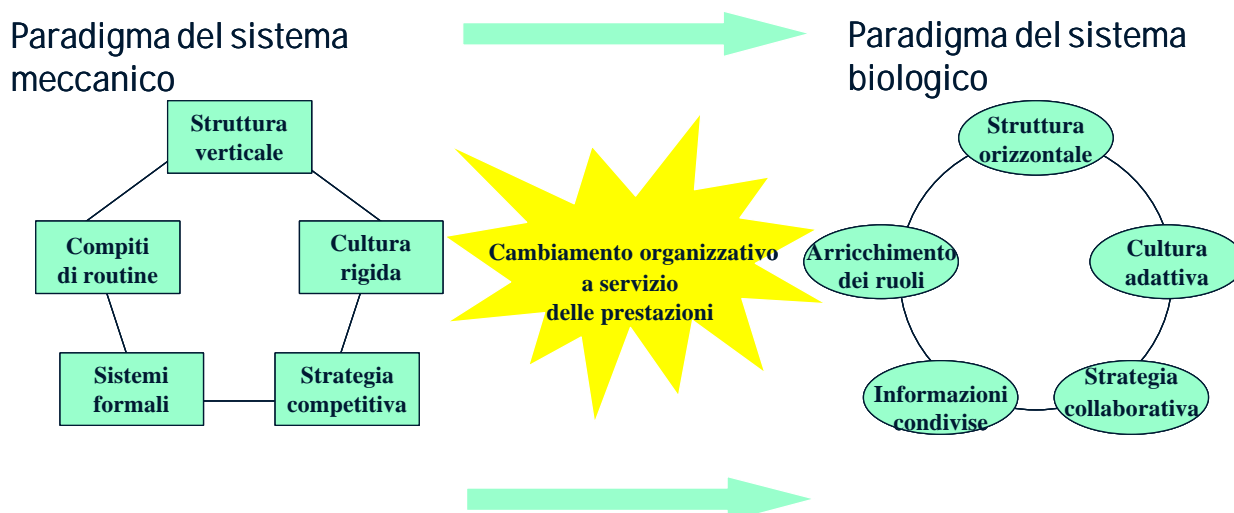 Paradigma del sistema
meccanico
Struttura
verticale
Compiti
di routine
Cultura
rigida
Sistemi
formali
Strategia
competitiva
Cambiamento organizzativo
a servizio
delle prestazioni
Paradigma del sistema
biologico
Struttura
orizzontale
Arricchimento
dei ruoli
Cultura
adattiva
Informazioni
condivise
Strategia
collaborativa